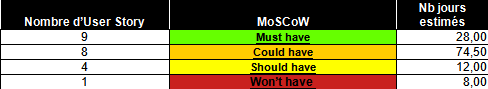 Nombre d'User Story MoSCoW Nb jours estimés
9 Must have 28,00
8 Could have 74,50
4 Should have 12,00
1 Won't have 8,00